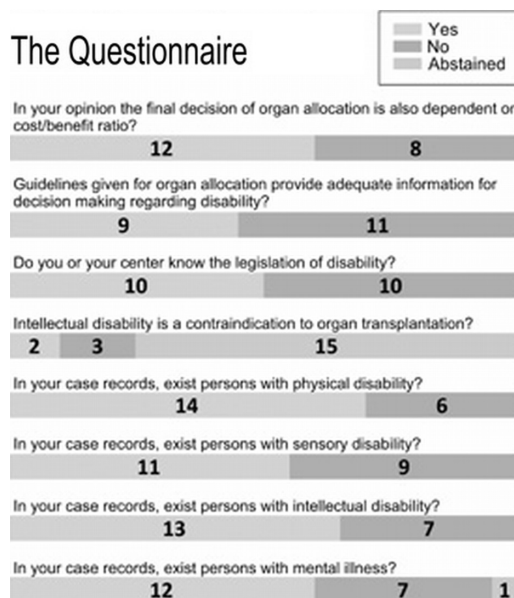 The Questionnaire
Yes
No
Abstained
In your opinion the final decision of organ allocation is also dependent or
cost/benefit ratio?
12 8
Guidelines given for organ allocation provide adequate information for
decision making regarding disability?
9 11
Do you or your center know the legislation of disability?
10 10
Intellectual disability is a contraindication to organ transplantation?
2 3 15
In your case records, exist persons with physical disability?
14 6
In your case records, exist persons with sensory disability?
11 9
In your case records, exist persons with intellectual disability?
13 7
In your case records, exist persons with mental illness?
12 7 1